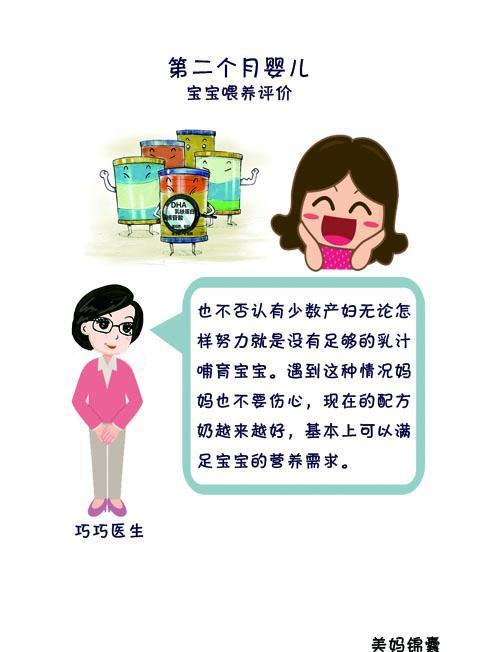 第二个月婴儿
宝宝喂养评价
DHA
乳铁蛋白
也不否认有少数产妇无论怎
样努力就是没有足够的乳汁
哺育宝宝。遇到这种情况妈
妈也不要伤心，现在的配方
奶越来越好，基本上可以满
足宝宝的营养需求。
巧巧医生
美妈锦囊